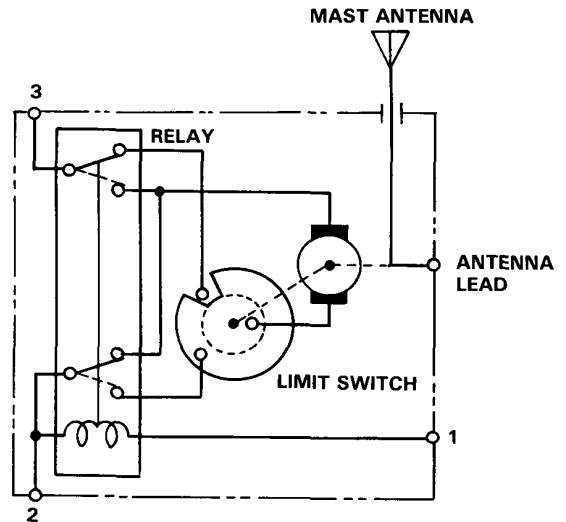 MAST ANTENNA
3
RELAY
ANTENNA
LEAD
LIMIT SWITCH
1
2